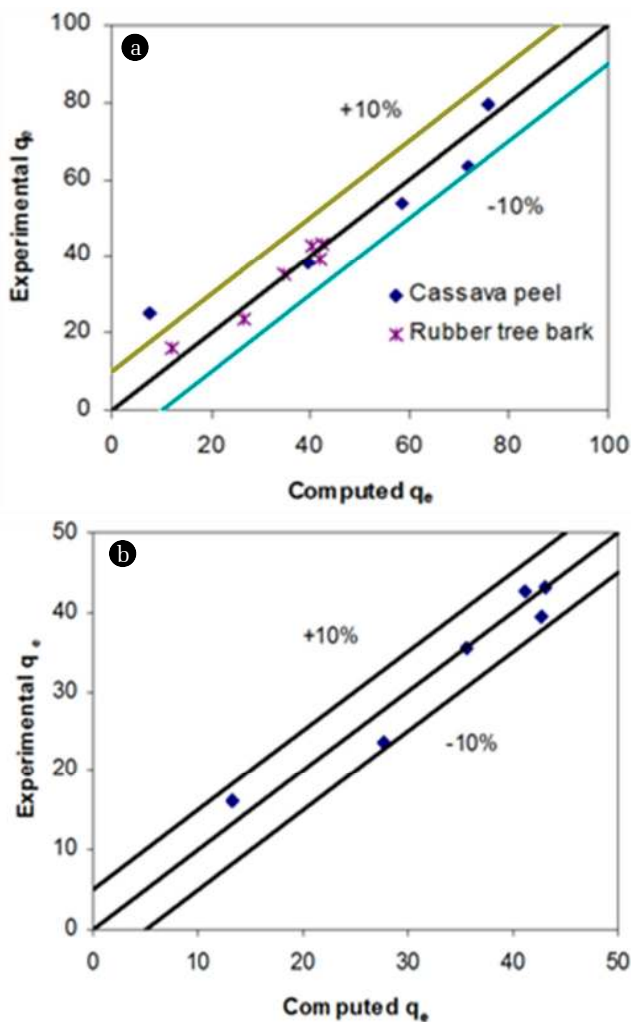 a
100
80
60
40
20
0
0 20 40 60 80 100
+10%
-10%
Cassava peel
Rubber tree bark
Experimental qe
Computed qe
b
50
40
30
20
10
0
0 10 20 30 40 50
+10%
-10%
Experimental q e
Computed qe